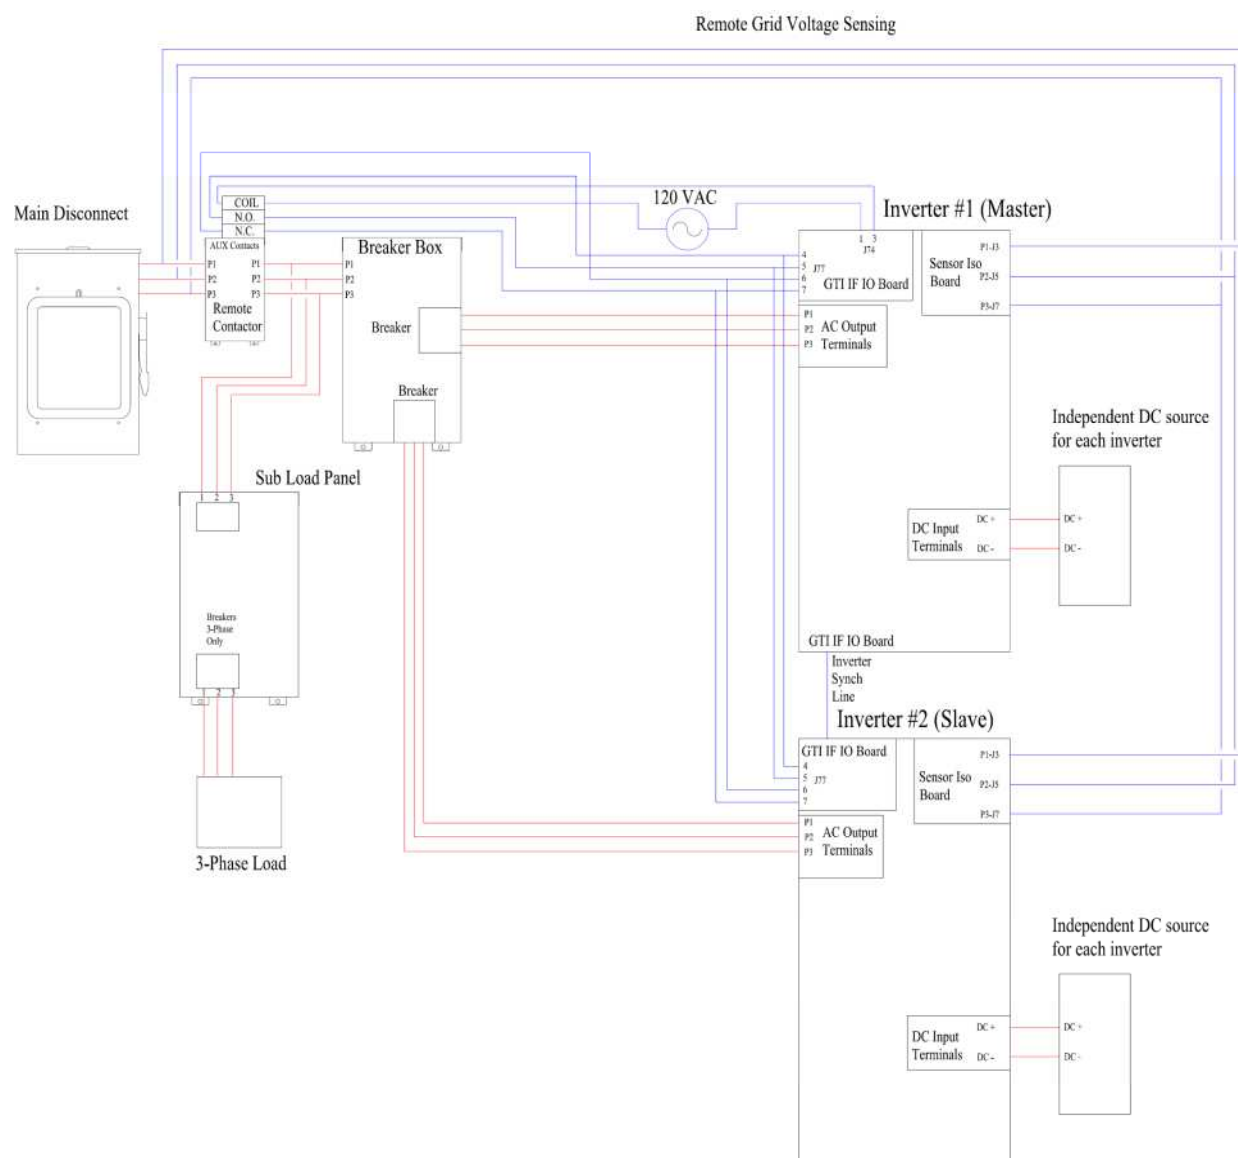 Remote Grid Voltage Sensing
Main Disconnect
COIL
N.O.
N.C.
AUX Contacts
P1 P1
P2 P2
P3 P3
Remote
Contactor
Breaker Box
P1
P2
P3
Breaker
Breaker
120 VAC
Inverter #1 (Master)
1 3
J74
4
5 J77
6
7
GTI IF IO Board
Sensor Iso
Board
P1-J3
P2-J5
P3-J7
P1
P2
P3
AC Output
Terminals
Independent DC source
for each inverter
DC Input
Terminals
DC +
DC -
DC +
DC -
GTI IF IO Board
Inverter
Synch
Line
Sub Load Panel
1 2 3
Breakers
3-Phase
Only
1 2 3
3-Phase Load
Inverter #2 (Slave)
GTI IF IO Board
4
5 J77
6
7
Sensor Iso
Board
P1-J3
P2-J5
P3-J7
P1
P2
P3
AC Output
Terminals
Independent DC source
for each inverter
DC Input
Terminals
DC +
DC -
DC +
DC -